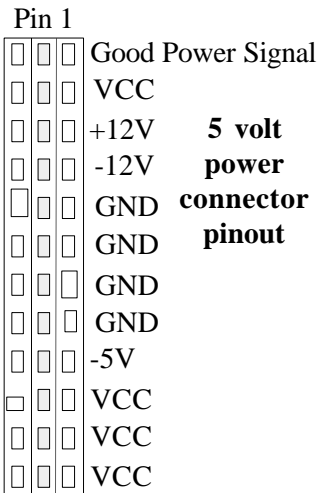 Pin 1
Good Power Signal
VCC
+12V
-12V
GND
GND
GND
GND
-5V
VCC
VCC
VCC
5 volt
power
connector
pinout